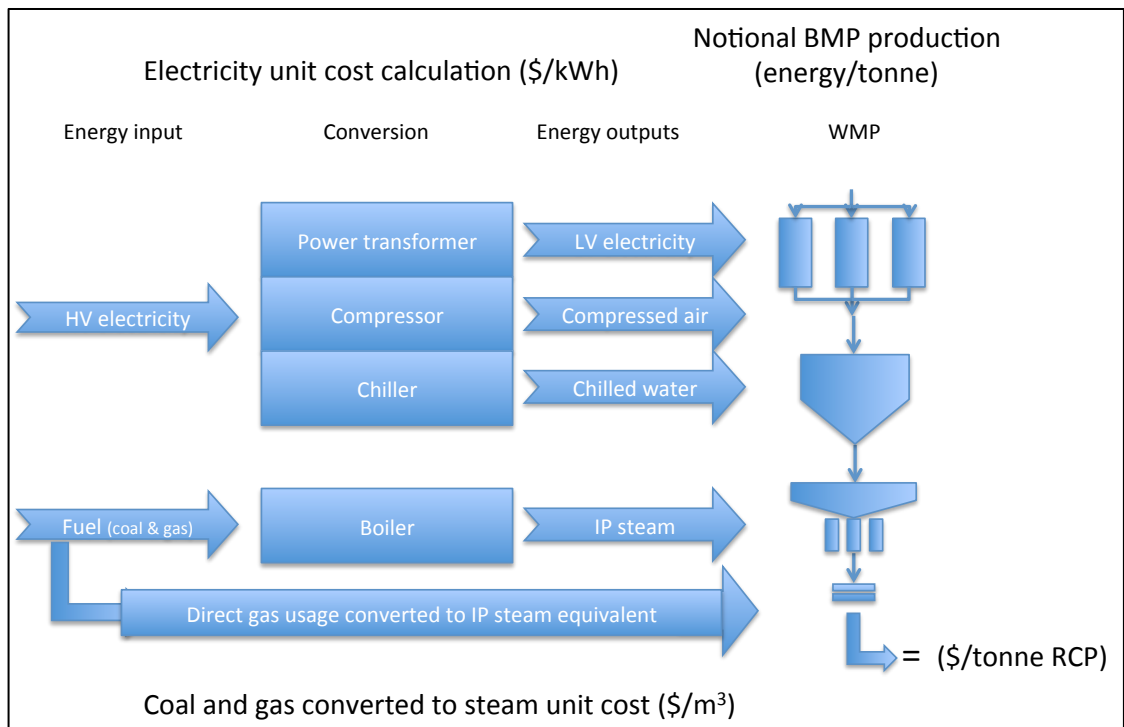 Notional BMP production
(energy/tonne)
Electricity unit cost calculation ($/kWh)
Energy input
Conversion
Energy outputs
WMP
Power transformer
LV electricity
HV electricity
Compressor
Compressed air
Chiller
Chilled water
Fuel (coal & gas)
Boiler
IP steam
Direct gas usage converted to IP steam equivalent
= ($/tonne RCP)
Coal and gas converted to steam unit cost ($/m³)